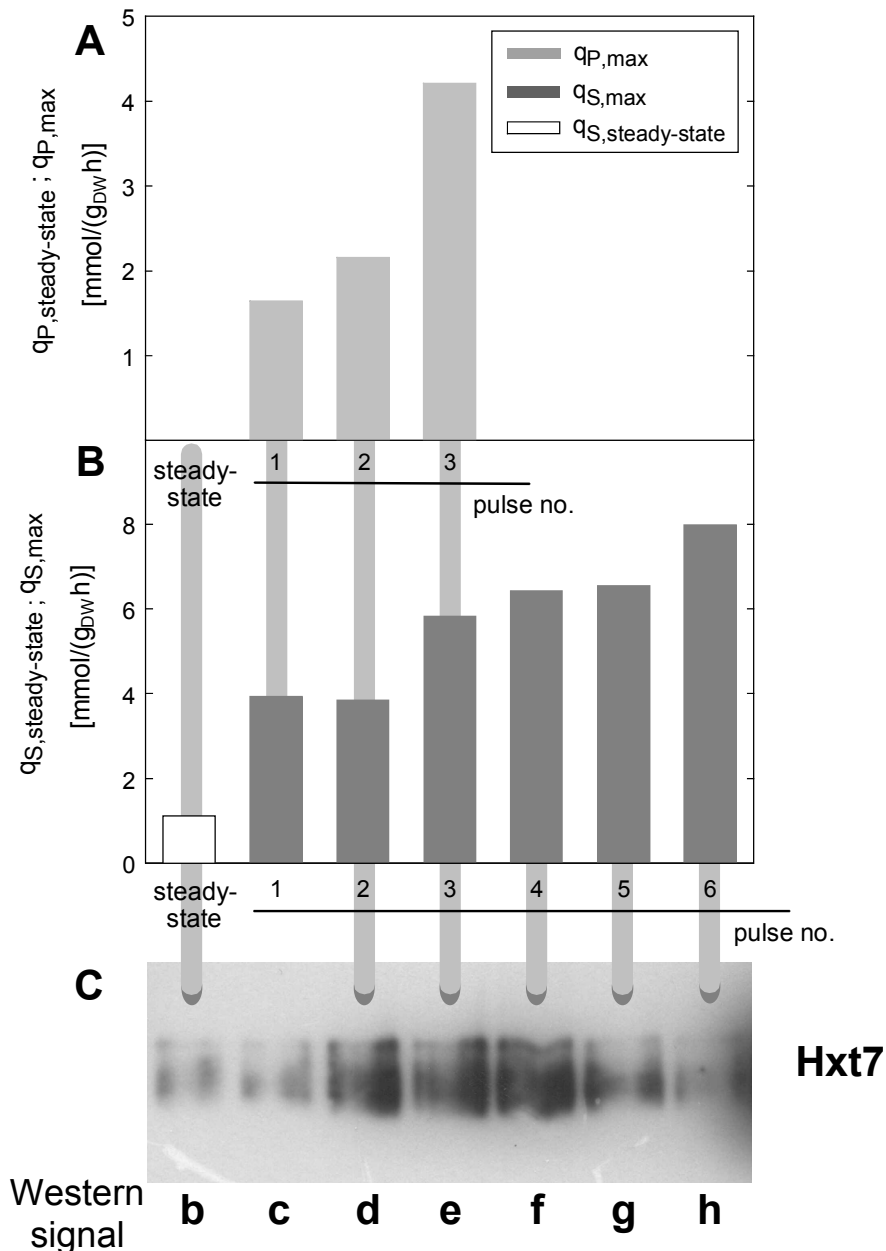 A
5
4
3
2
1
qP,steady-state ; qP,max
[mmol/(gDWh)]
qP,max
qS,max
qS,steady-state
B
steady-
state
1 2 3
pulse no.
8
6
4
2
0
qS,steady-state ; qS,max
[mmol/(gDWh)]
steady-
state
1 2 3 4 5 6
pulse no.
C
Hxt7
Western
signal
b c d e f g h